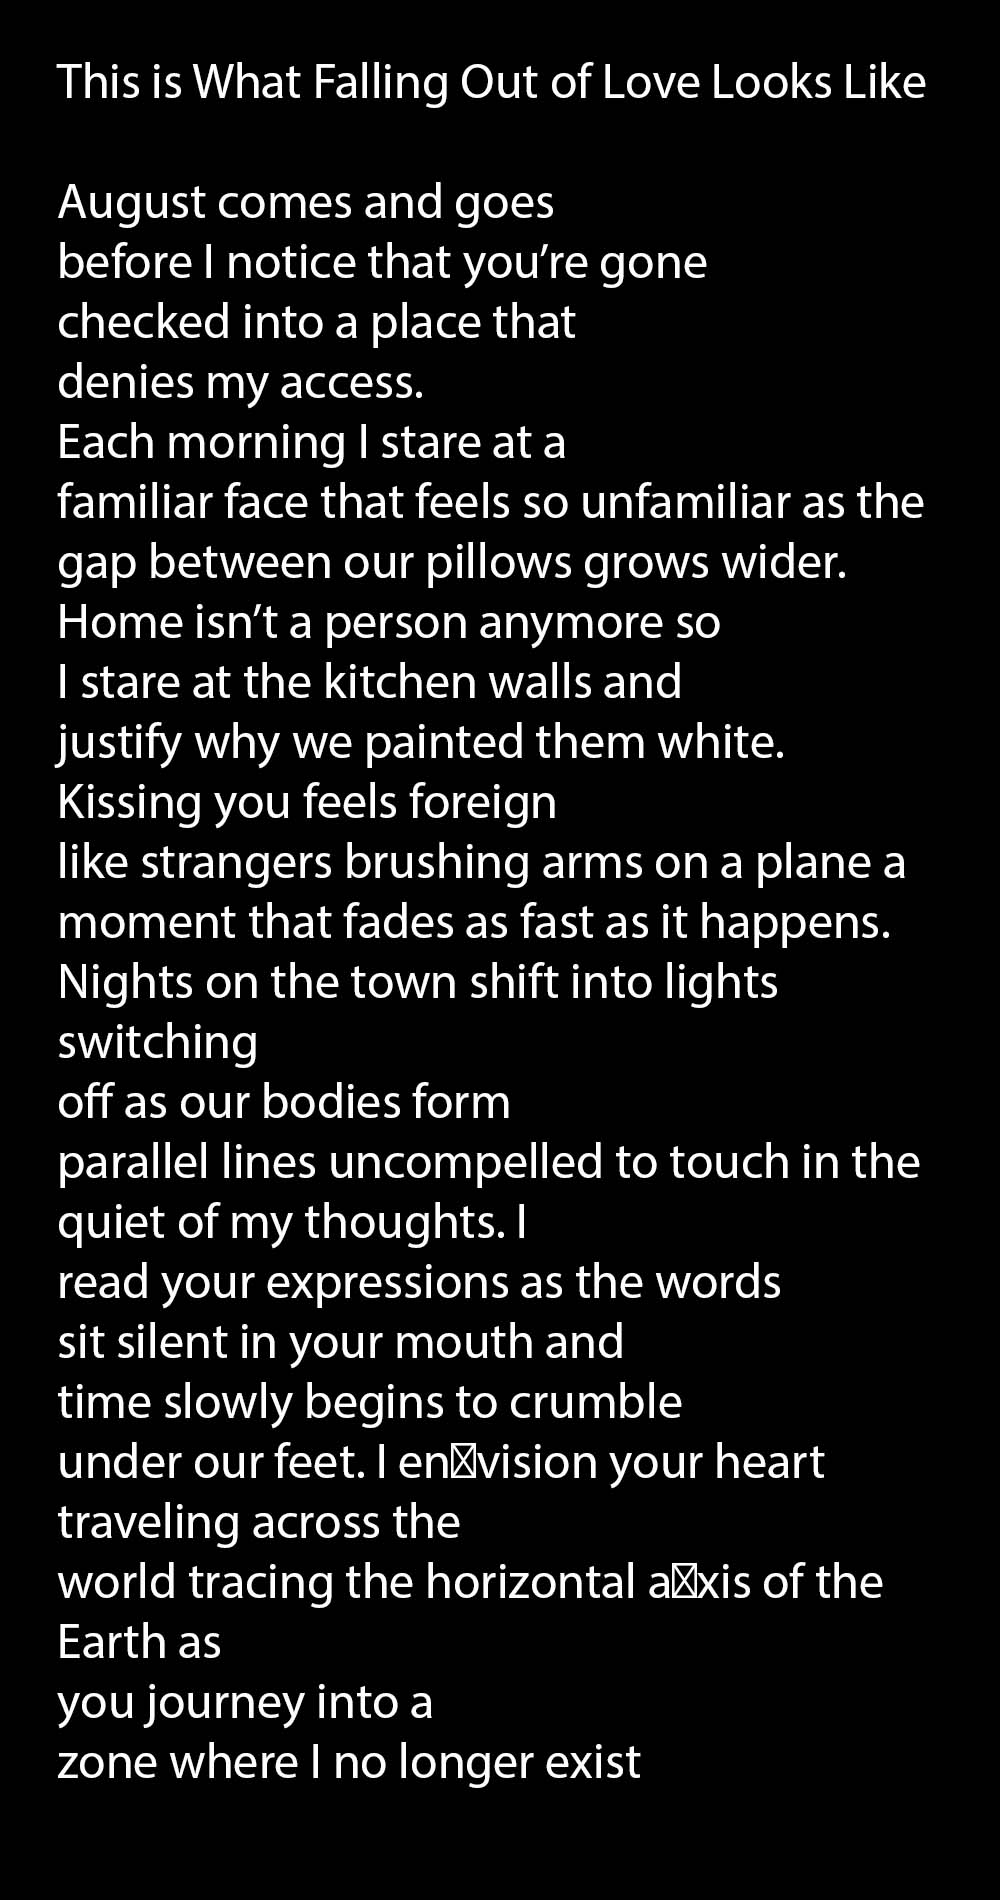 This is What Falling Out of Love Looks Like
August comes and goes
before I notice that you’re gone
checked into a place that
denies my access.
Each morning I stare at a
familiar face that feels so unfamiliar as the
gap between our pillows grows wider.
Home isn’t a person anymore so
I stare at the kitchen walls and
justify why we painted them white.
Kissing you feels foreign
like strangers brushing arms on a plane a
moment that fades as fast as it happens.
Nights on the town shift into lights
switching
off as our bodies form
parallel lines uncompelled to touch in the
quiet of my thoughts. I
read your expressions as the words
sit silent in your mouth and
time slowly begins to crumble
under our feet. I en☒vision your heart
traveling across the
world tracing the horizontal a☒xis of the
Earth as
you journey into a
zone where I no longer exist